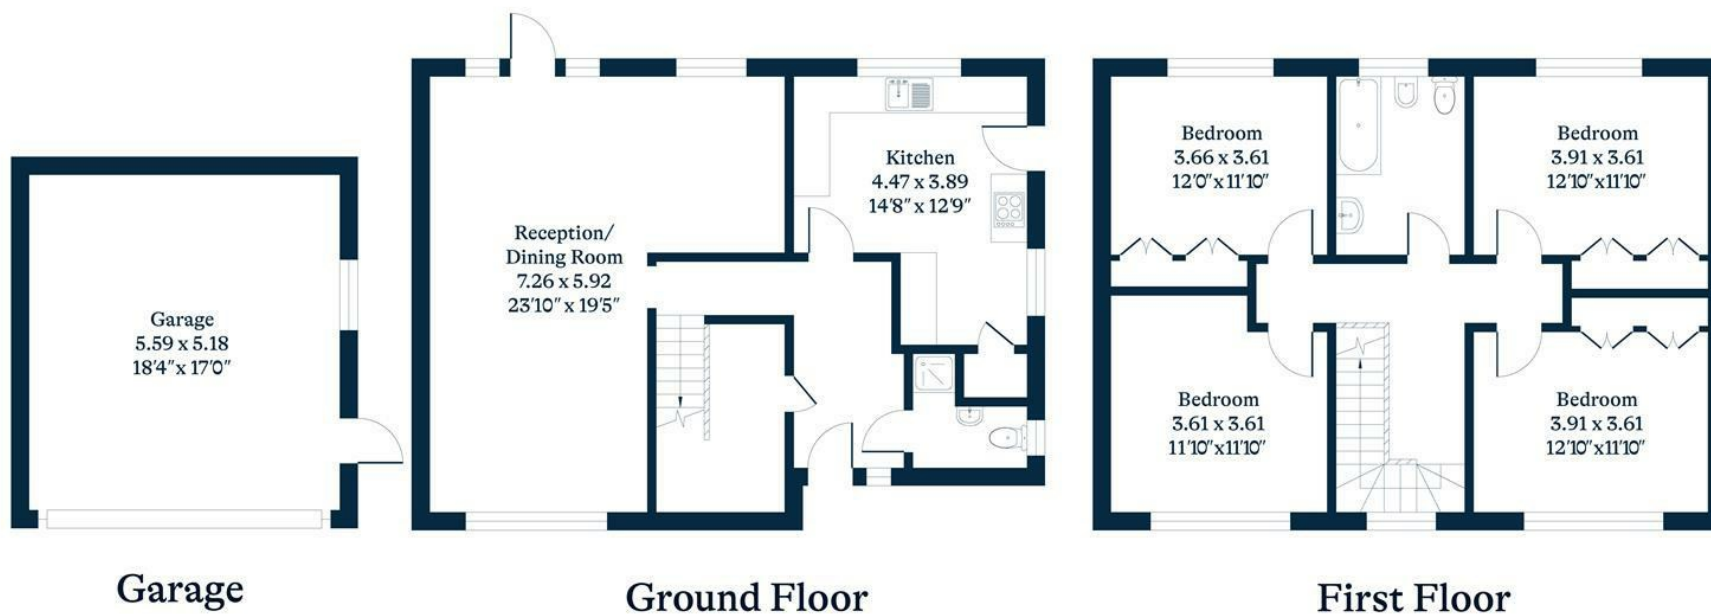 Garage
5.59 x 5.18
18'4" x 17'0"
Garage
Reception/
Dining Room
7.26 x 5.92
23'10" x 19'5"
Kitchen
4.47 x 3.89
14'8" x 12'9"
Ground Floor
Bedroom
3.66 x 3.61
12'0" x 11'10"
Bedroom
3.91 x 3.61
12'10" x 11'10"
Bedroom
3.61 x 3.61
11'10" x 11'10"
Bedroom
3.91 x 3.61
12'10" x 11'10"
First Floor